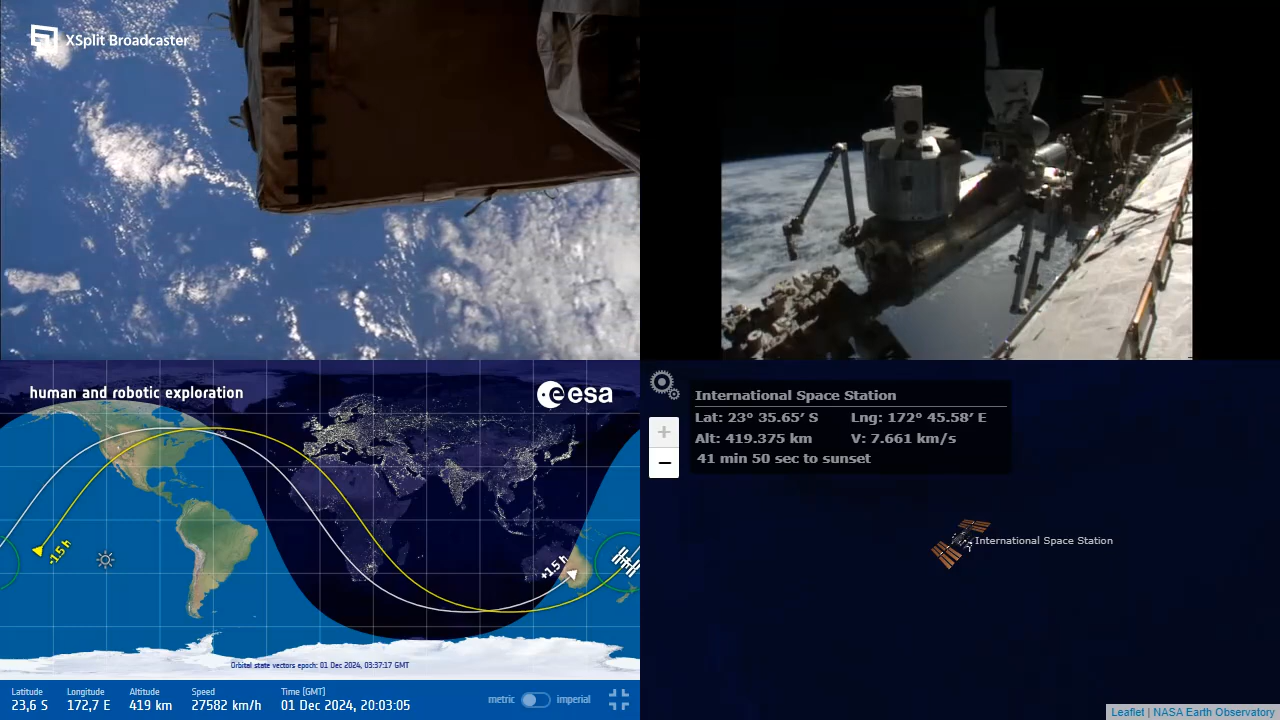 XSplit Broadcaster
human and robotic exploration
esa
-1.5 h
+1.5 h
Orbital state vectors epoch: 01 Dec 2024, 03:37:17 GMT
Latitude Longitude Altitude Speed Time [GMT]
23,6 S 172,7 E 419 km 27582 km/h 01 Dec 2024, 20:03:05
metric imperial
+
−
International Space Station
Lat: 23° 35.65′ S Lng: 172° 45.58′ E
Alt: 419.375 km V: 7.661 km/s
41 min 50 sec to sunset
International Space Station
Leaflet | NASA Earth Observatory